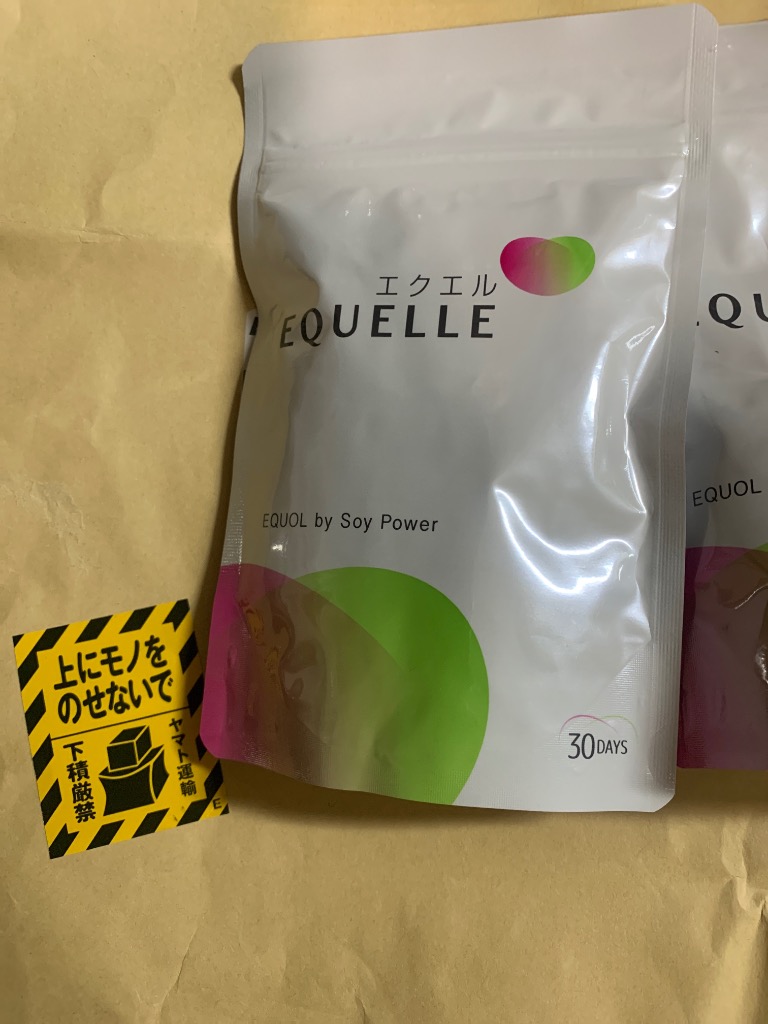 エクエル
EQUELLE
EQUOL by Soy Power
30DAYS
EQUOL
上にモノを
のせないで
下積厳禁
ヤマト運輸
E